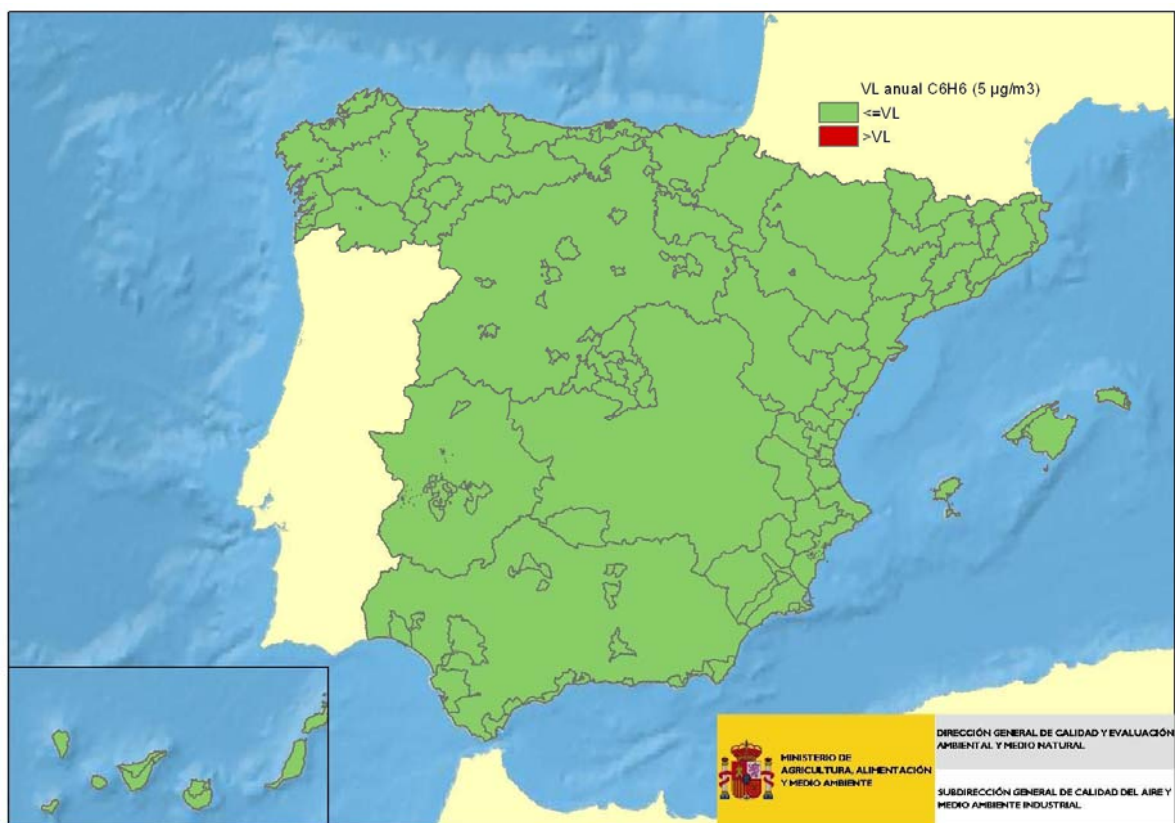 VL anual C6H6 (5 µg/m3)
<=VL
>VL
MINISTERIO DE
AGRICULTURA, ALIMENTACIÓN
Y MEDIO AMBIENTE
DIRECCIÓN GENERAL DE CALIDAD Y EVALUACIÓN
AMBIENTAL Y MEDIO NATURAL
SUBDIRECCIÓN GENERAL DE CALIDAD DEL AIRE Y
MEDIO AMBIENTE INDUSTRIAL